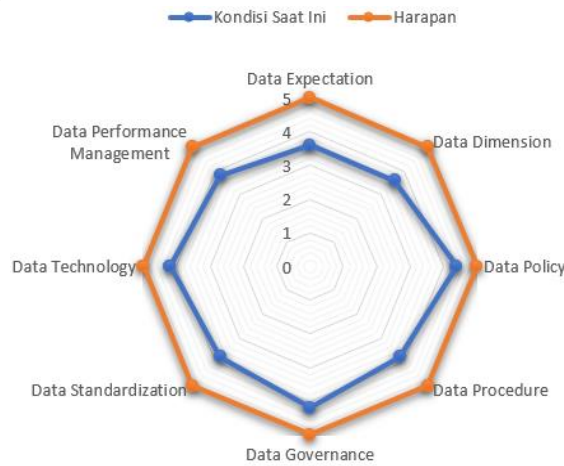 Kondisi Saat Ini
Harapan
Data Expectation
5
4
3
2
1
0
Data Dimension
Data Policy
Data Procedure
Data Governance
Data Standardization
Data Technology
Data Performance
Management